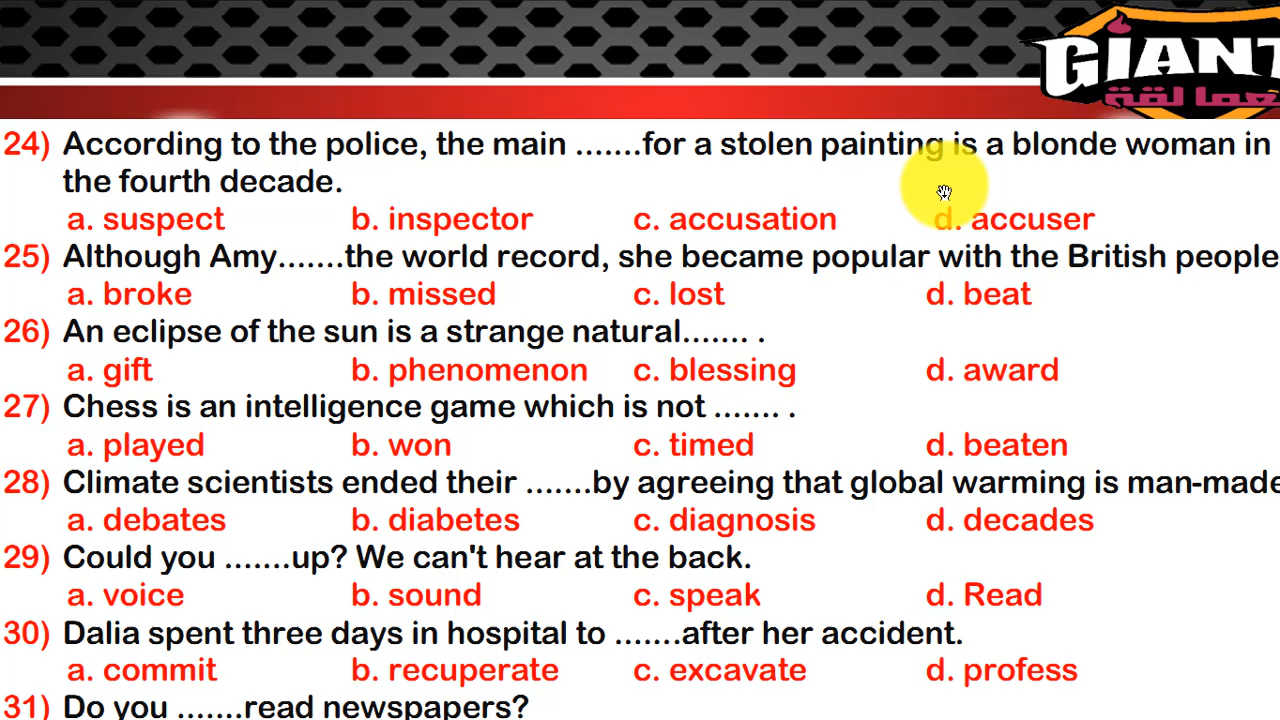 GIANT
العمالقة
24) According to the police, the main .......for a stolen painting is a blonde woman in
the fourth decade.
a. suspect b. inspector c. accusation d. accuser
25) Although Amy.......the world record, she became popular with the British people
a. broke b. missed c. lost d. beat
26) An eclipse of the sun is a strange natural....... .
a. gift b. phenomenon c. blessing d. award
27) Chess is an intelligence game which is not ....... .
a. played b. won c. timed d. beaten
28) Climate scientists ended their .......by agreeing that global warming is man-made
a. debates b. diabetes c. diagnosis d. decades
29) Could you .......up? We can't hear at the back.
a. voice b. sound c. speak d. Read
30) Dalia spent three days in hospital to .......after her accident.
a. commit b. recuperate c. excavate d. profess
31) Do you .......read newspapers?